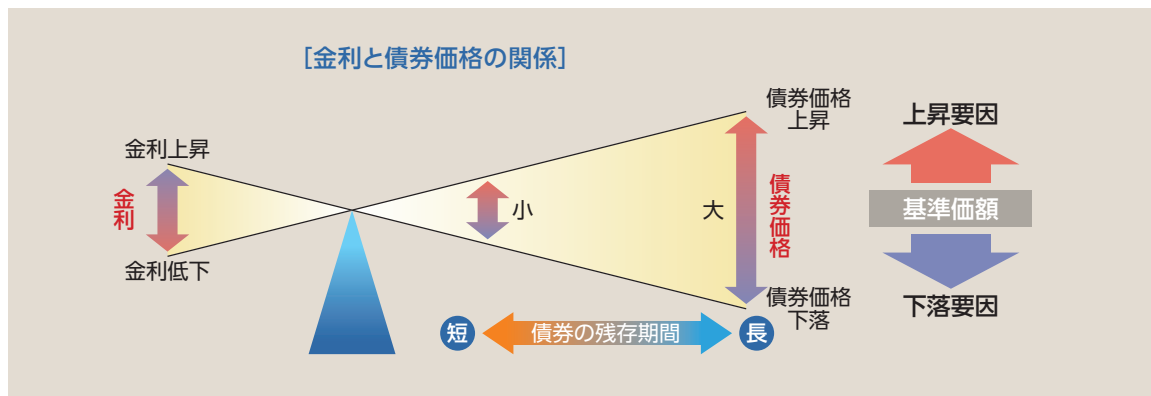 [金利と債券価格の関係]
金利上昇
金利
金利低下
小
大
債券価格
上昇
債券価格
債券価格
下落
短
債券の残存期間
長
上昇要因
基準価額
下落要因